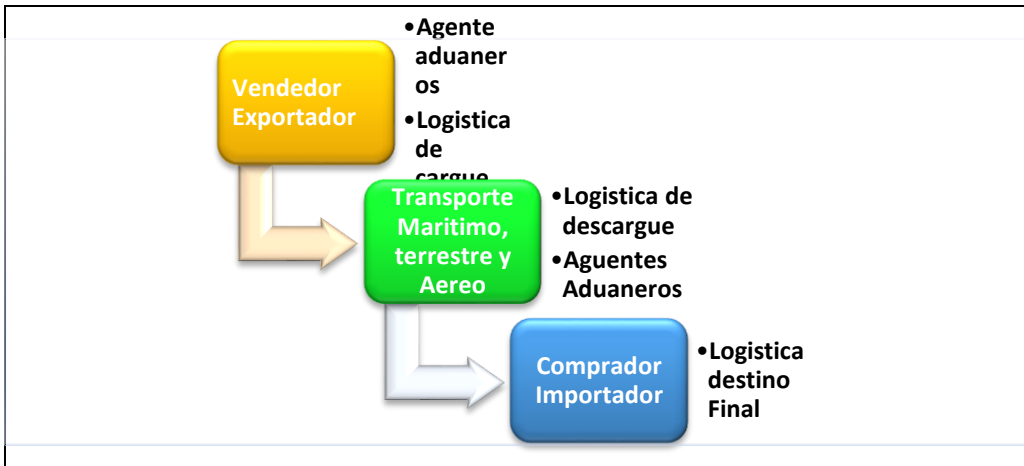 •Agente
aduaner
os
Vendedor
Exportador
•Logistica
de
cargue
Transporte
Maritimo,
terrestre y
Aereo
•Logistica de
descargue
•Aguentes
Aduaneros
Comprador
Importador
•Logistica
destino
Final